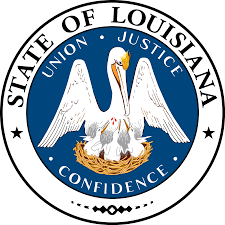 STATE OF LOUISIANA
UNION · JUSTICE
· CONFIDENCE ·